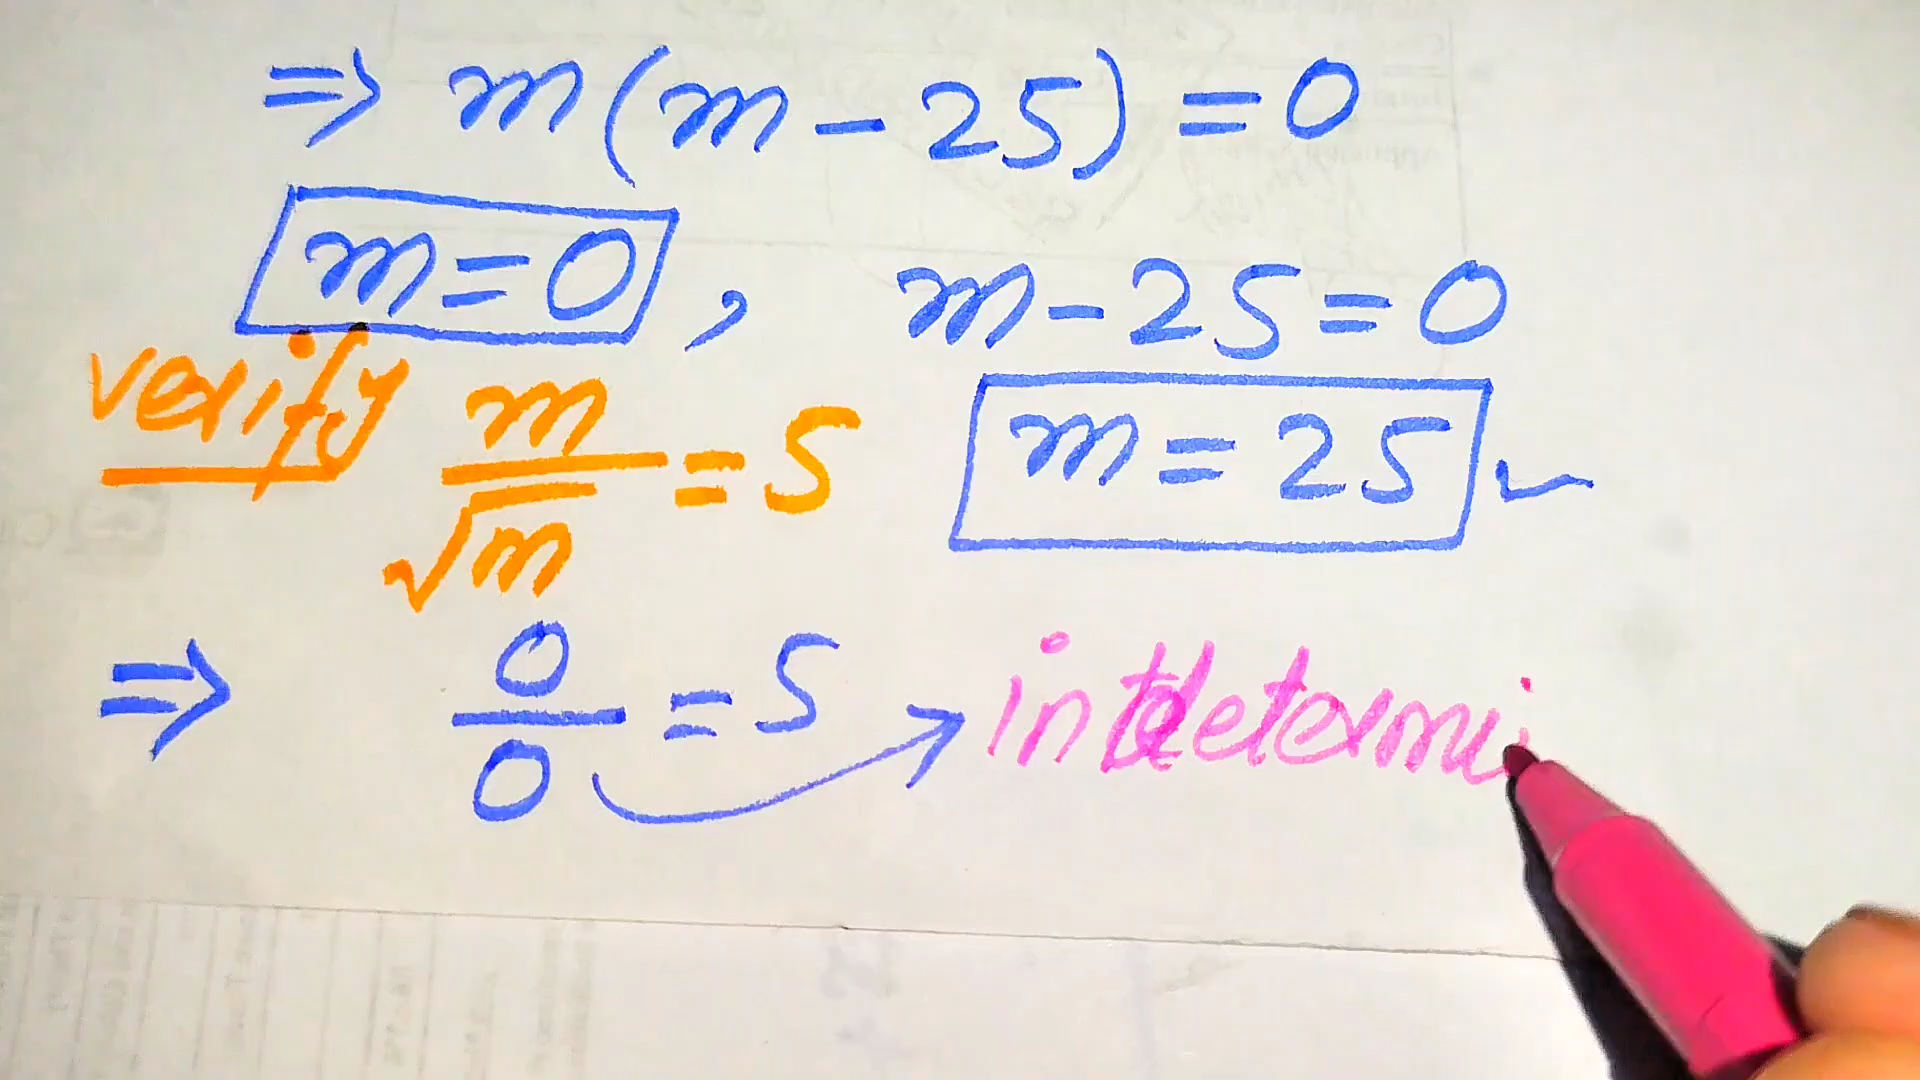 ⇒ m(m - 25) = 0
m = 0 , m - 25 = 0
verify m/√m = 5 m = 25 ✓
⇒ 0/0 = 5 → indetermi